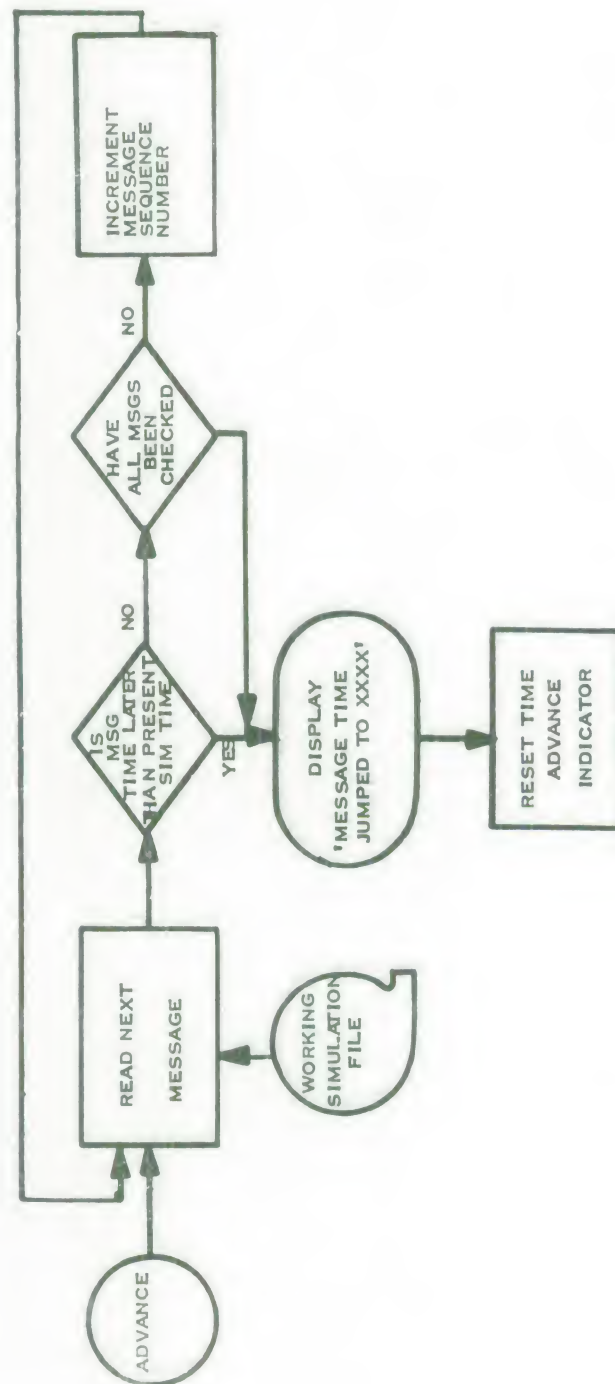 ADVANCE
READ NEXT
MESSAGE
WORKING
SIMULATION
FILE
IS
MSG
TIME LATER
THAN PRESENT
SIM TIME
NO
YES
HAVE
ALL MSGS
BEEN
CHECKED
NO
INCREMENT
MESSAGE
SEQUENCE
NUMBER
DISPLAY
'MESSAGE TIME
JUMPED TO XXXX'
RESET TIME
ADVANCE
INDICATOR